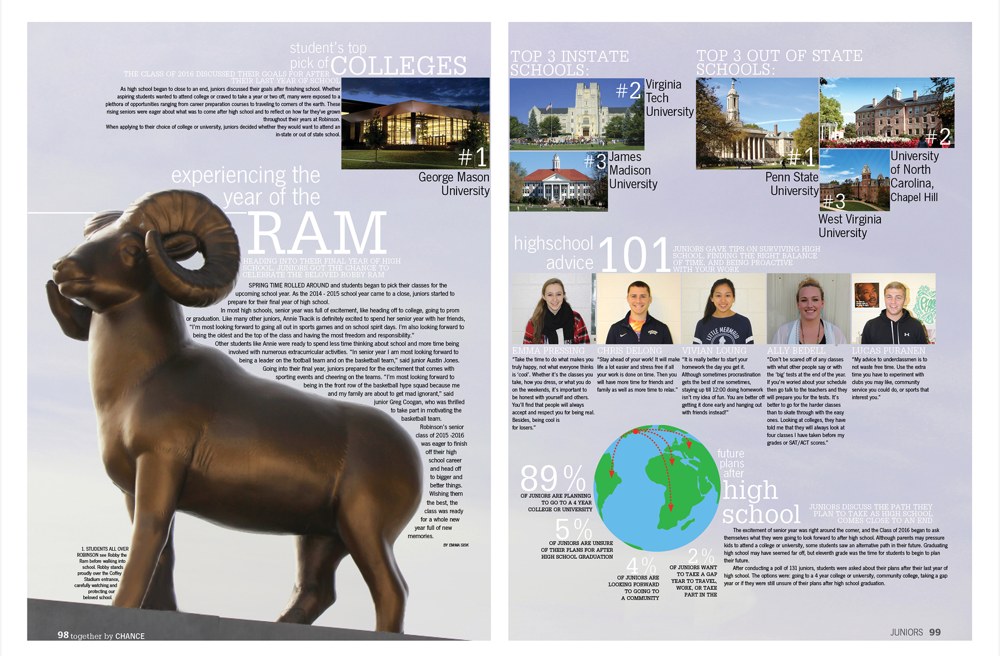 student's top
pick of COLLEGES
THE CLASS OF 2016 DISCUSSED THEIR GOALS FOR AFTER
THEIR LAST YEAR OF SCHOOL
As high school began to close to an end, juniors discussed their goals after finishing school. Whether
aspiring students wanted to attend college or craved to take a year or two off, many were exposed to a
plethora of opportunities ranging from career preparation courses to traveling to corners of the earth. These
rising seniors were eager about what was to come after high school and to reflect on how far they've grown
throughout their years at Robinson.
When applying to their choice of college or university, juniors decided whether they would want to attend an
in-state or out of state school.
#1
George Mason
University
experiencing the
year of the
RAM
HEADING INTO THEIR FINAL YEAR OF HIGH
SCHOOL, JUNIORS GOT THE CHANCE TO
CELEBRATE THE BELOVED ROBBY RAM
SPRING TIME ROLLED AROUND and students began to pick their classes for the
upcoming school year. As the 2014 - 2015 school year came to a close, juniors started to
prepare for their final year of high school.
In most high schools, senior year was full of excitement, like heading off to college, going to prom
or graduation. Like many other juniors, Annie Tkacik is definitely excited to spend her senior year with her friends,
"I'm most looking forward to going all out in sports games and on school spirit days. I'm also looking forward to
being the oldest and the top of the class and having the most freedom and responsibility."
Other students like Annie were ready to spend less time thinking about school and more time being
involved with numerous extracurricular activities. "In senior year I am most looking forward to
being a leader on the football team and on the basketball team," said junior Austin Jones.
Going into their final year, juniors prepared for the excitement that comes with
sporting events and cheering on the teams. "I'm most looking forward to
being in the front row of the basketball hype squad because me
and my family are about to get mad ignorant," said
junior Greg Coogan, who was thrilled
to take part in motivating the
basketball team.
Robinson's senior
class of 2015 -2016
was eager to finish
off their high
school career
and head off
to bigger and
better things.
Wishing them
the best, the
class was ready
for a whole new
year full of new
memories.
BY EMMA SISK
1. STUDENTS ALL OVER
ROBINSON see Robby the
Ram before walking into
school. Robby stands
proudly over the Coffey
Stadium entrance,
carefully watching and
protecting our
beloved school.
98 together by CHANCE
TOP 3 INSTATE
SCHOOLS:
#2
Virginia
Tech
University
#3
James
Madison
University
TOP 3 OUT OF STATE
SCHOOLS:
#1
Penn State
University
#2
University
of North
Carolina,
Chapel Hill
#3
West Virginia
University
highschool
advice 101
JUNIORS GAVE TIPS ON SURVIVING HIGH
SCHOOL, FINDING THE RIGHT BALANCE
OF TIME, AND BEING PROACTIVE
WITH YOUR WORK
LITTLE MERMAID
PEACE
EMMA PRESSING
"Take the time to do what makes you
truly happy, not what everyone thinks
is 'cool'. Whether it's the classes you
take, how you dress, or what you do
on the weekends, it's important to
be honest with yourself and others.
You'll find that people will always
accept and respect you for being real.
Besides, being cool is
for losers."
CHRIS DELONG
"Stay ahead of your work! It will make
life a lot easier and stress free if all
your work is done on time. Then you
will have more time for friends and
family as well as more time to relax."
VIVIAN LOUNG
"It is really better to start your
homework the day you get it.
Although sometimes procrastination
gets the best of me sometimes,
staying up till 12:00 doing homework
isn't my idea of fun. You are better off
getting it done early and hanging out
with friends instead!"
ALLY BEDELL
"Don't be scared off of any classes
with what other people say or with
the 'big' tests at the end of the year.
If you're woried about your schedule
then go talk to the teachers and they
will prepare you for the tests. It's
better to go for the harder classes
than to skate through with the easy
ones. Looking at colleges, they have
told me that they will always look at
four classes I have taken before my
grades or SAT/ACT scores."
LUCAS PURANEN
"My advice to underclassmen is to
not waste free time. Use the extra
time you have to experiment with
clubs you may like, community
service you could do, or sports that
interest you."
89 %
OF JUNIORS ARE PLANNING
TO GO TO A 4 YEAR
COLLEGE OR UNIVERSITY
5 %
OF JUNIORS ARE UNSURE
OF THEIR PLANS FOR AFTER
HIGH SCHOOL GRADUATION
4 %
OF JUNIORS ARE
LOOKING FORWARD
TO GOING TO
A COMMUNITY
2 %
OF JUNIORS WANT
TO TAKE A GAP
YEAR TO TRAVEL,
WORK, OR TAKE
PART IN THE
future
plans
after
high
school
JUNIORS DISCUSS THE PATH THEY
PLAN TO TAKE AS HIGH SCHOOL
COMES CLOSE TO AN END
The excitement of senior year was right around the corner, and the Class of 2016 began to ask
themselves what they were going to look forward to after high school. Although parents may pressure
kids to attend a college or university, some students saw an alternative path in their future. Graduating
high school may have seemed far off, but eleventh grade was the time for students to begin to plan
their future.
After conducting a poll of 131 juniors, students were asked about their plans after their last year of
high school. The options were: going to a 4 year college or university, community college, taking a gap
year or if they were still unsure of their plans after high school graduation.
JUNIORS 99